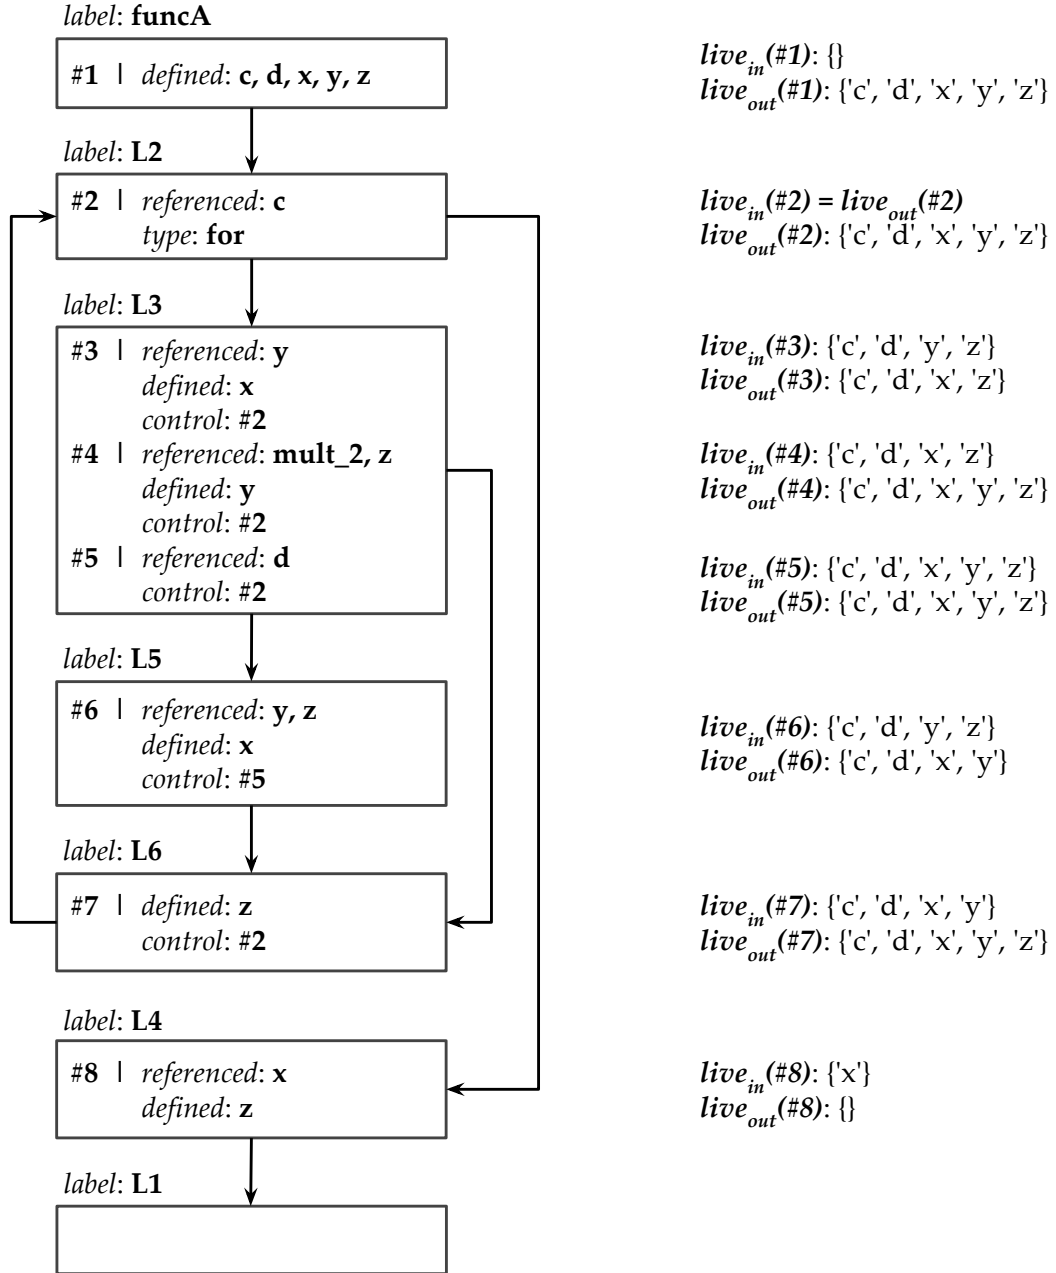 label: funcA
#1 | defined: c, d, x, y, z
live_in(#1): {}
live_out(#1): {'c', 'd', 'x', 'y', 'z'}
label: L2
#2 | referenced: c
type: for
live_in(#2) = live_out(#2)
live_out(#2): {'c', 'd', 'x', 'y', 'z'}
label: L3
#3 | referenced: y
defined: x
control: #2
#4 | referenced: mult_2, z
defined: y
control: #2
#5 | referenced: d
control: #2
live_in(#3): {'c', 'd', 'y', 'z'}
live_out(#3): {'c', 'd', 'x', 'z'}
live_in(#4): {'c', 'd', 'x', 'z'}
live_out(#4): {'c', 'd', 'x', 'y', 'z'}
live_in(#5): {'c', 'd', 'x', 'y', 'z'}
live_out(#5): {'c', 'd', 'x', 'y', 'z'}
label: L5
#6 | referenced: y, z
defined: x
control: #5
live_in(#6): {'c', 'd', 'y', 'z'}
live_out(#6): {'c', 'd', 'x', 'y'}
label: L6
#7 | defined: z
control: #2
live_in(#7): {'c', 'd', 'x', 'y'}
live_out(#7): {'c', 'd', 'x', 'y', 'z'}
label: L4
#8 | referenced: x
defined: z
live_in(#8): {'x'}
live_out(#8): {}
label: L1